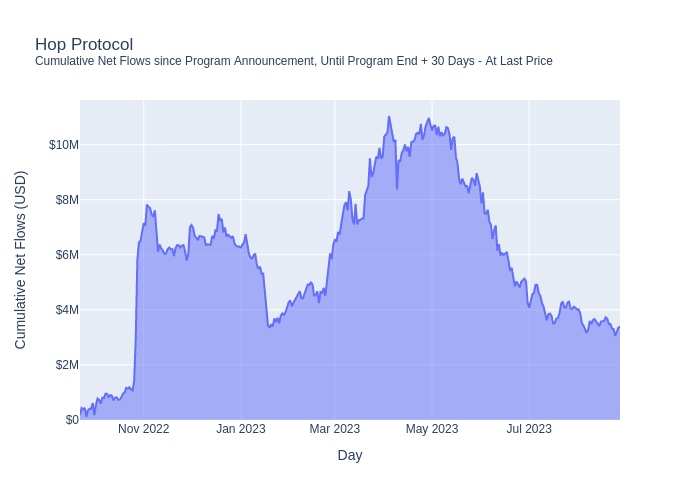 Hop Protocol
Cumulative Net Flows since Program Announcement, Until Program End + 30 Days - At Last Price
Cumulative Net Flows (USD)
$10M
$8M
$6M
$4M
$2M
$0
Nov 2022 Jan 2023 Mar 2023 May 2023 Jul 2023
Day